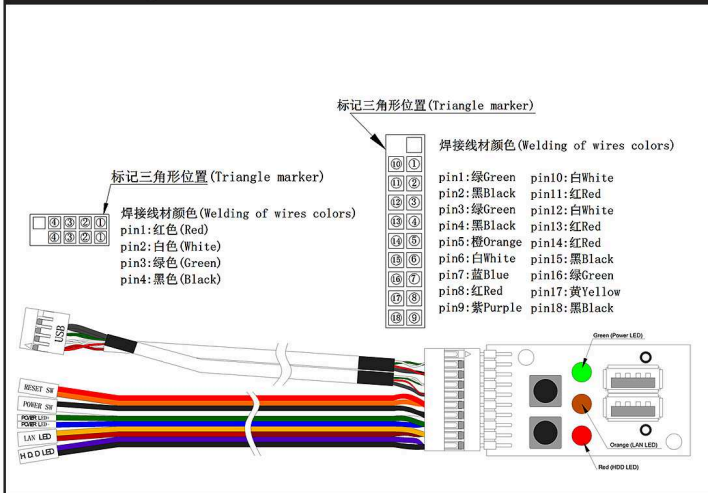 标记三角形位置(Triangle marker)
焊接线材颜色(Welding of wires colors)
⑩ ①
⑪ ②
⑫ ③
⑬ ④
⑭ ⑤
⑮ ⑥
⑯ ⑦
⑰ ⑧
⑱ ⑨
pin1:绿Green pin10:白White
pin2:黑Black pin11:红Red
pin3:绿Green pin12:白White
pin4:黑Black pin13:红Red
pin5:橙Orange pin14:红Red
pin6:白White pin15:黑Black
pin7:蓝Blue pin16:绿Green
pin8:红Red pin17:黄Yellow
pin9:紫Purple pin18:黑Black
标记三角形位置(Triangle marker)
④③②①
④③②①
焊接线材颜色(Welding of wires colors)
pin1:红色(Red)
pin2:白色(White)
pin3:绿色(Green)
pin4:黑色(Black)
USB
RESET SW
POWER SW
POWER LED-
POWER LED+
LAN LED
H.D.D LED
Green (Power LED)
Orange (LAN LED)
Red (HDD LED)